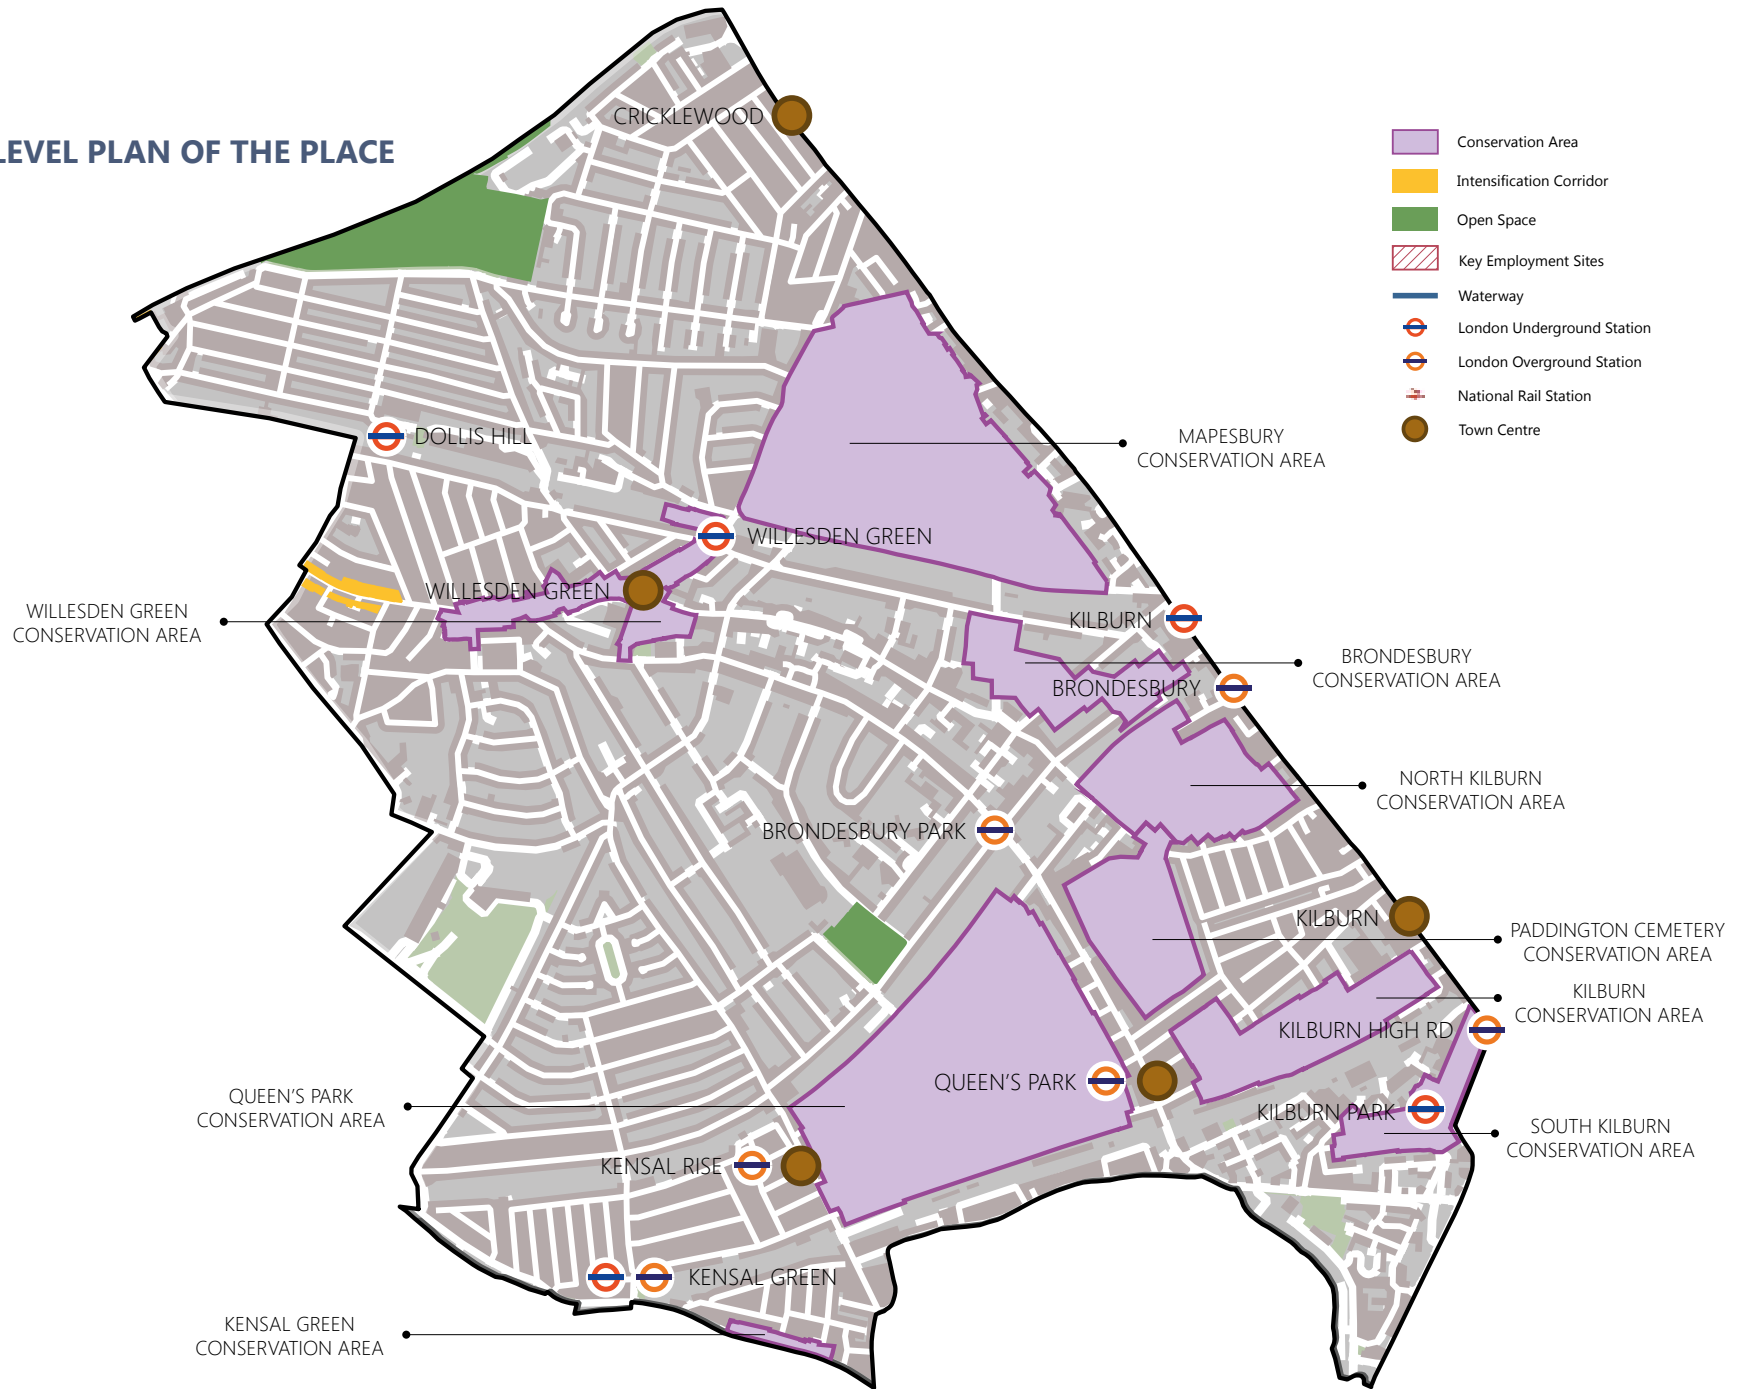 LEVEL PLAN OF THE PLACE
CRICKLEWOOD
Conservation Area
Intensification Corridor
Open Space
Key Employment Sites
Waterway
London Underground Station
London Overground Station
National Rail Station
Town Centre
DOLLIS HILL
MAPESBURY
CONSERVATION AREA
WILLESDEN GREEN
WILLESDEN GREEN
WILLESDEN GREEN
CONSERVATION AREA
KILBURN
BRONDESBURY
CONSERVATION AREA
BRONDESBURY
NORTH KILBURN
CONSERVATION AREA
BRONDESBURY PARK
KILBURN
PADDINGTON CEMETERY
CONSERVATION AREA
KILBURN
CONSERVATION AREA
KILBURN HIGH RD
QUEEN'S PARK
QUEEN'S PARK
CONSERVATION AREA
KILBURN PARK
SOUTH KILBURN
CONSERVATION AREA
KENSAL RISE
KENSAL GREEN
KENSAL GREEN
CONSERVATION AREA